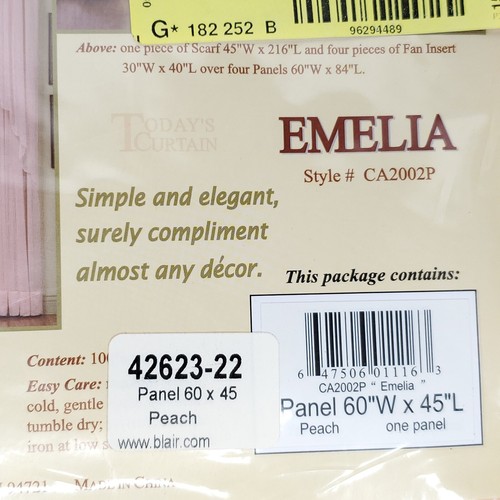 G* 182 252 B
96294489
Above: one piece of Scarf 45"W x 216"L and four pieces of Fan Insert
30"W x 40"L over four Panels 60"W x 84"L.
TODAY'S
CURTAIN
EMELIA
Style # CA2002P
Simple and elegant,
surely compliment
almost any décor.
This package contains:
6 47506 01116 3
CA2002P " Emelia "
Panel 60"W x 45"L
Peach one panel
Content:
42623-22
Panel 60 x 45
Peach
www.blair.com
Easy Care:
cold, gentle
tumble dry;
iron at low
94721 MADE IN CHINA